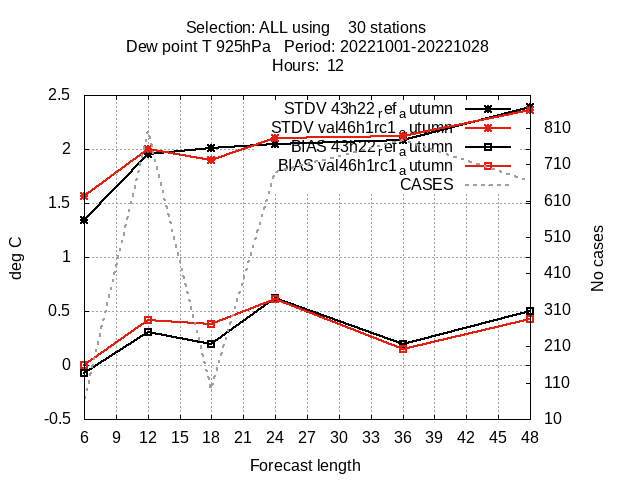 Selection: ALL using    30 stations
Dew point T 925hPa   Period: 20221001-20221028
Hours:  12
2.5
2
1.5
1
0.5
0
-0.5
deg C
STDV 43h22_ref_autumn
STDV val46h1rc1_autumn
BIAS 43h22_ref_autumn
BIAS val46h1rc1_autumn
CASES
810
710
610
510
410
310
210
110
10
No cases
6 9 12 15 18 21 24 27 30 33 36 39 42 45 48
Forecast length